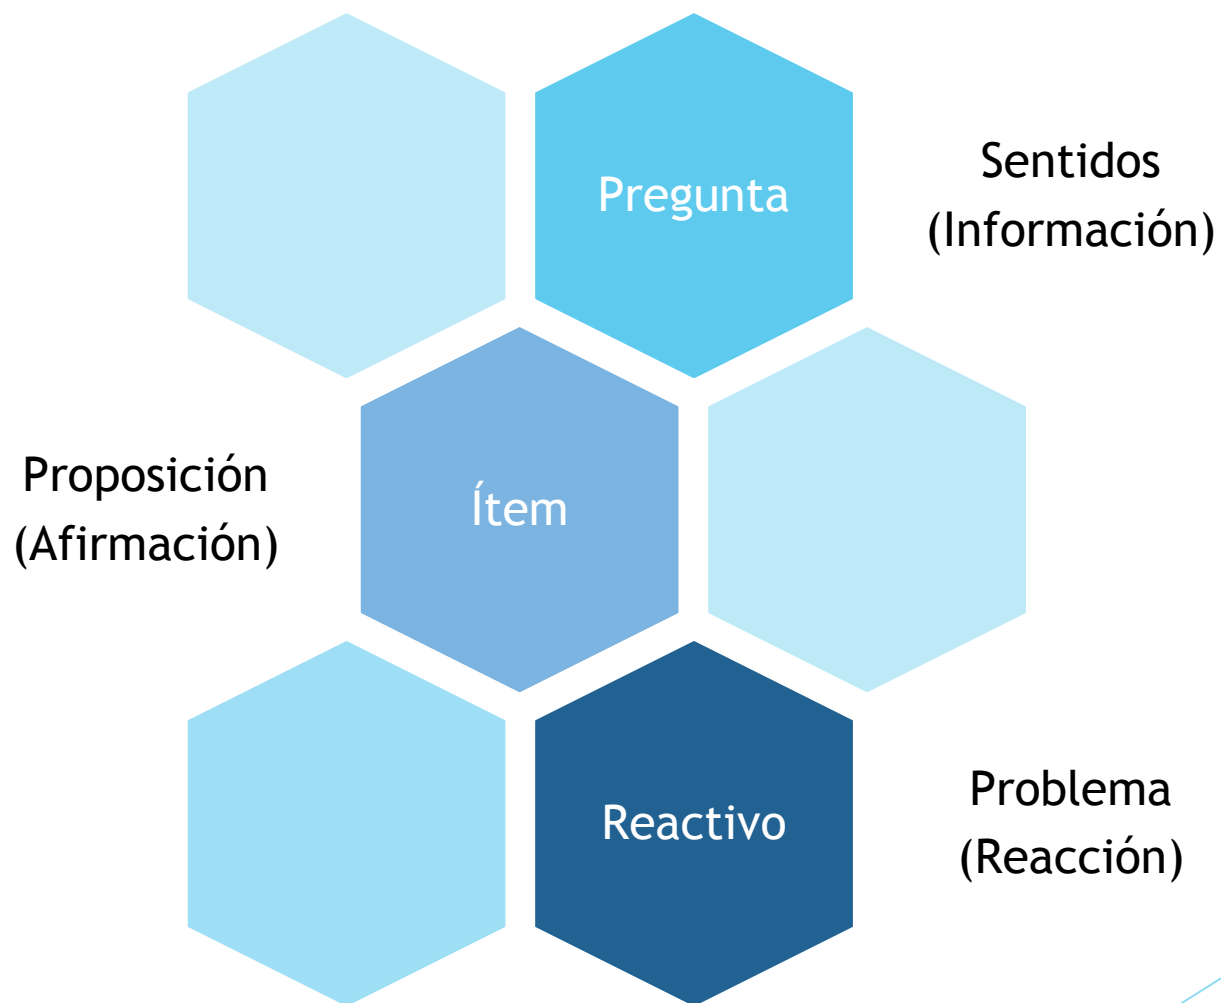 Pregunta
Sentidos
(Información)
Proposición
(Afirmación)
Ítem
Reactivo
Problema
(Reacción)